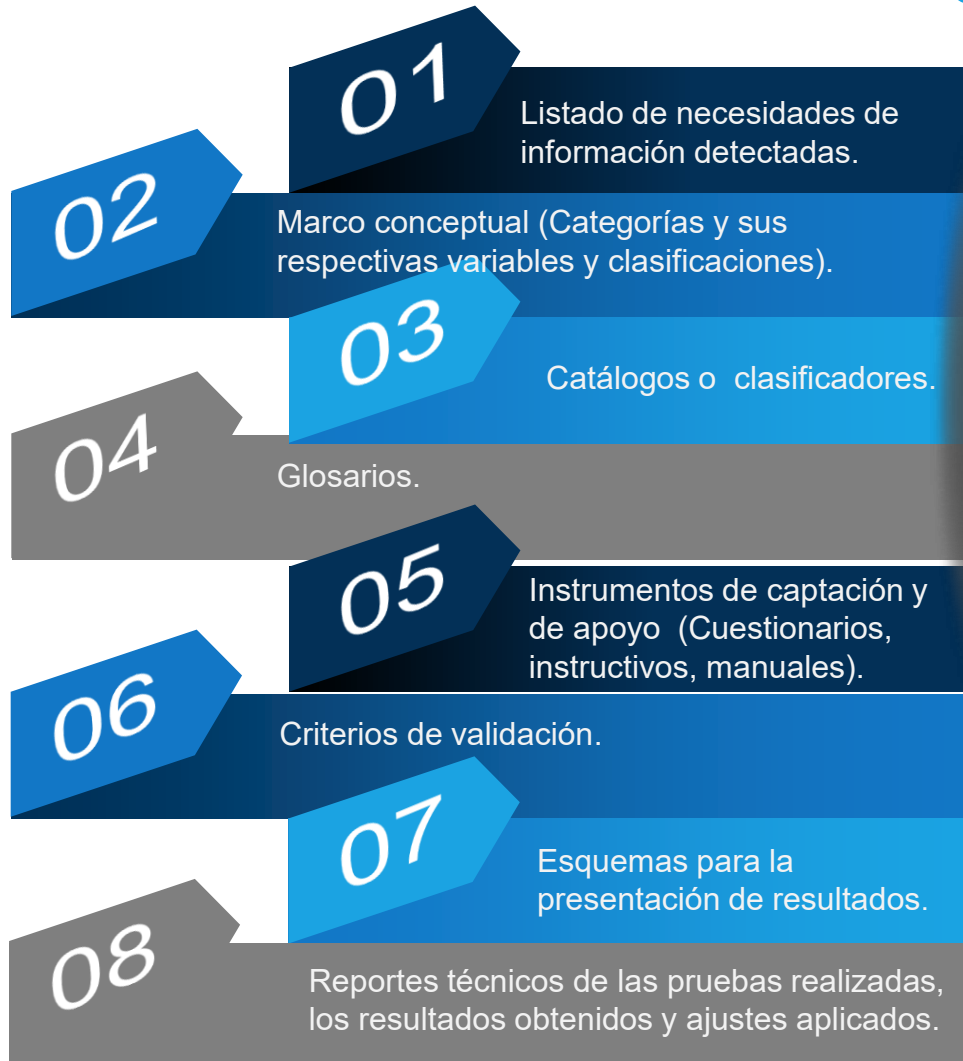 01
Listado de necesidades de
información detectadas.
02
Marco conceptual (Categorías y sus
respectivas variables y clasificaciones).
03
Catálogos o  clasificadores.
04
Glosarios.
05
Instrumentos de captación y
de apoyo  (Cuestionarios,
instructivos, manuales).
06
Criterios de validación.
07
Esquemas para la
presentación de resultados.
08
Reportes técnicos de las pruebas realizadas,
los resultados obtenidos y ajustes aplicados.